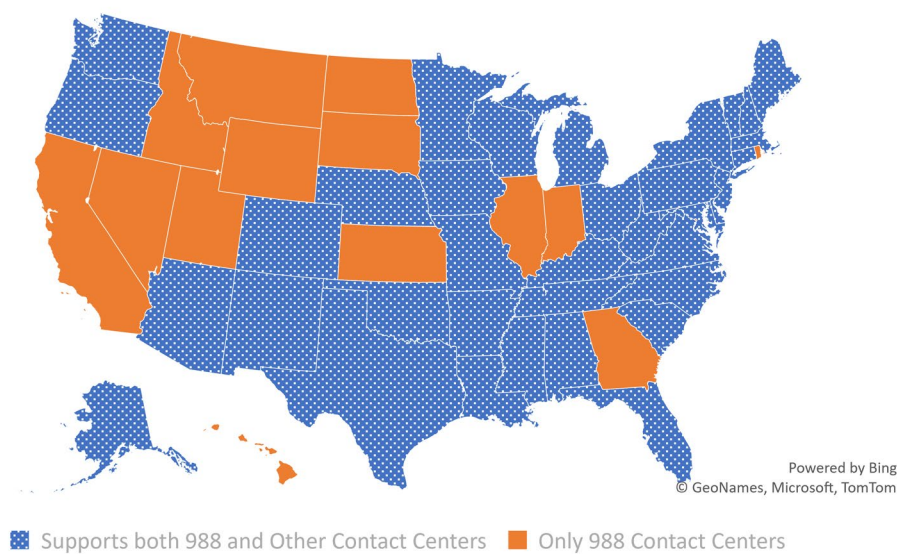 Powered by Bing
© GeoNames, Microsoft, TomTom
Supports both 988 and Other Contact Centers
Only 988 Contact Centers